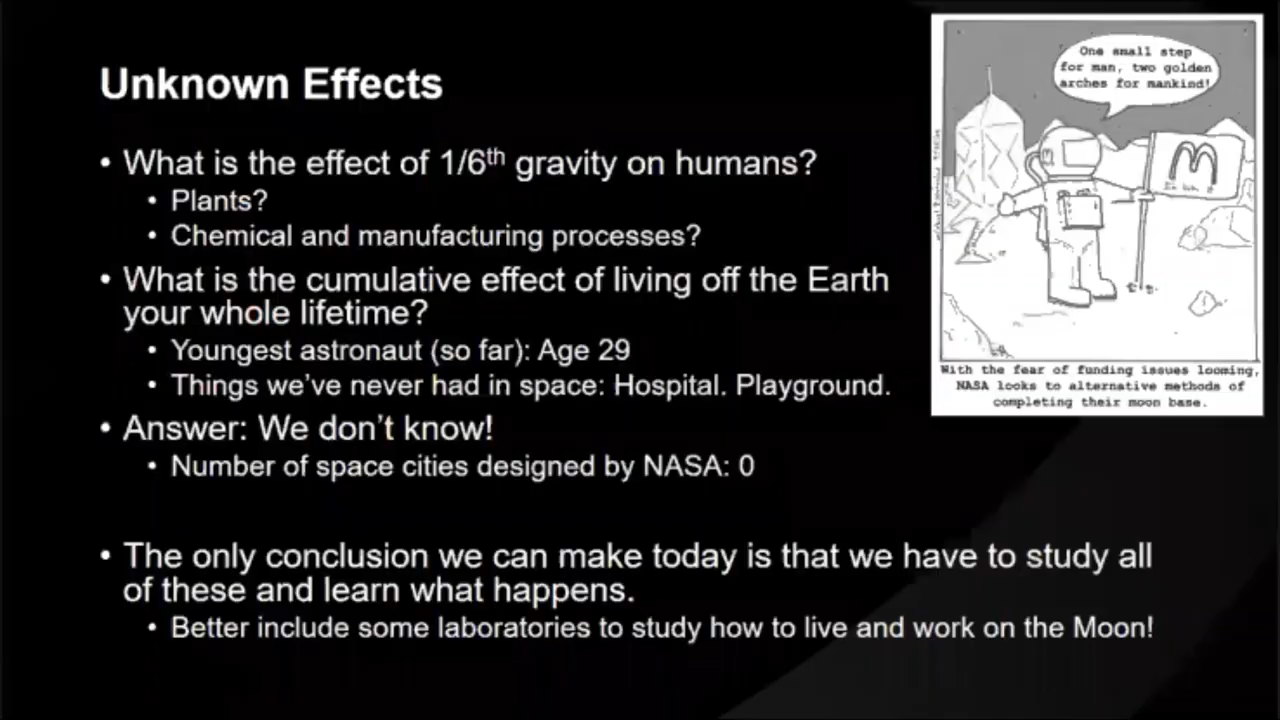 Unknown Effects
• What is the effect of 1/6th gravity on humans?
• Plants?
• Chemical and manufacturing processes?
• What is the cumulative effect of living off the Earth
your whole lifetime?
• Youngest astronaut (so far): Age 29
• Things we've never had in space: Hospital. Playground.
• Answer: We don't know!
• Number of space cities designed by NASA: 0
• The only conclusion we can make today is that we have to study all
of these and learn what happens.
• Better include some laboratories to study how to live and work on the Moon!
One small step
for man, two golden
arches for mankind!
M
With the fear of funding issues looming,
NASA looks to alternative methods of
completing their moon base.